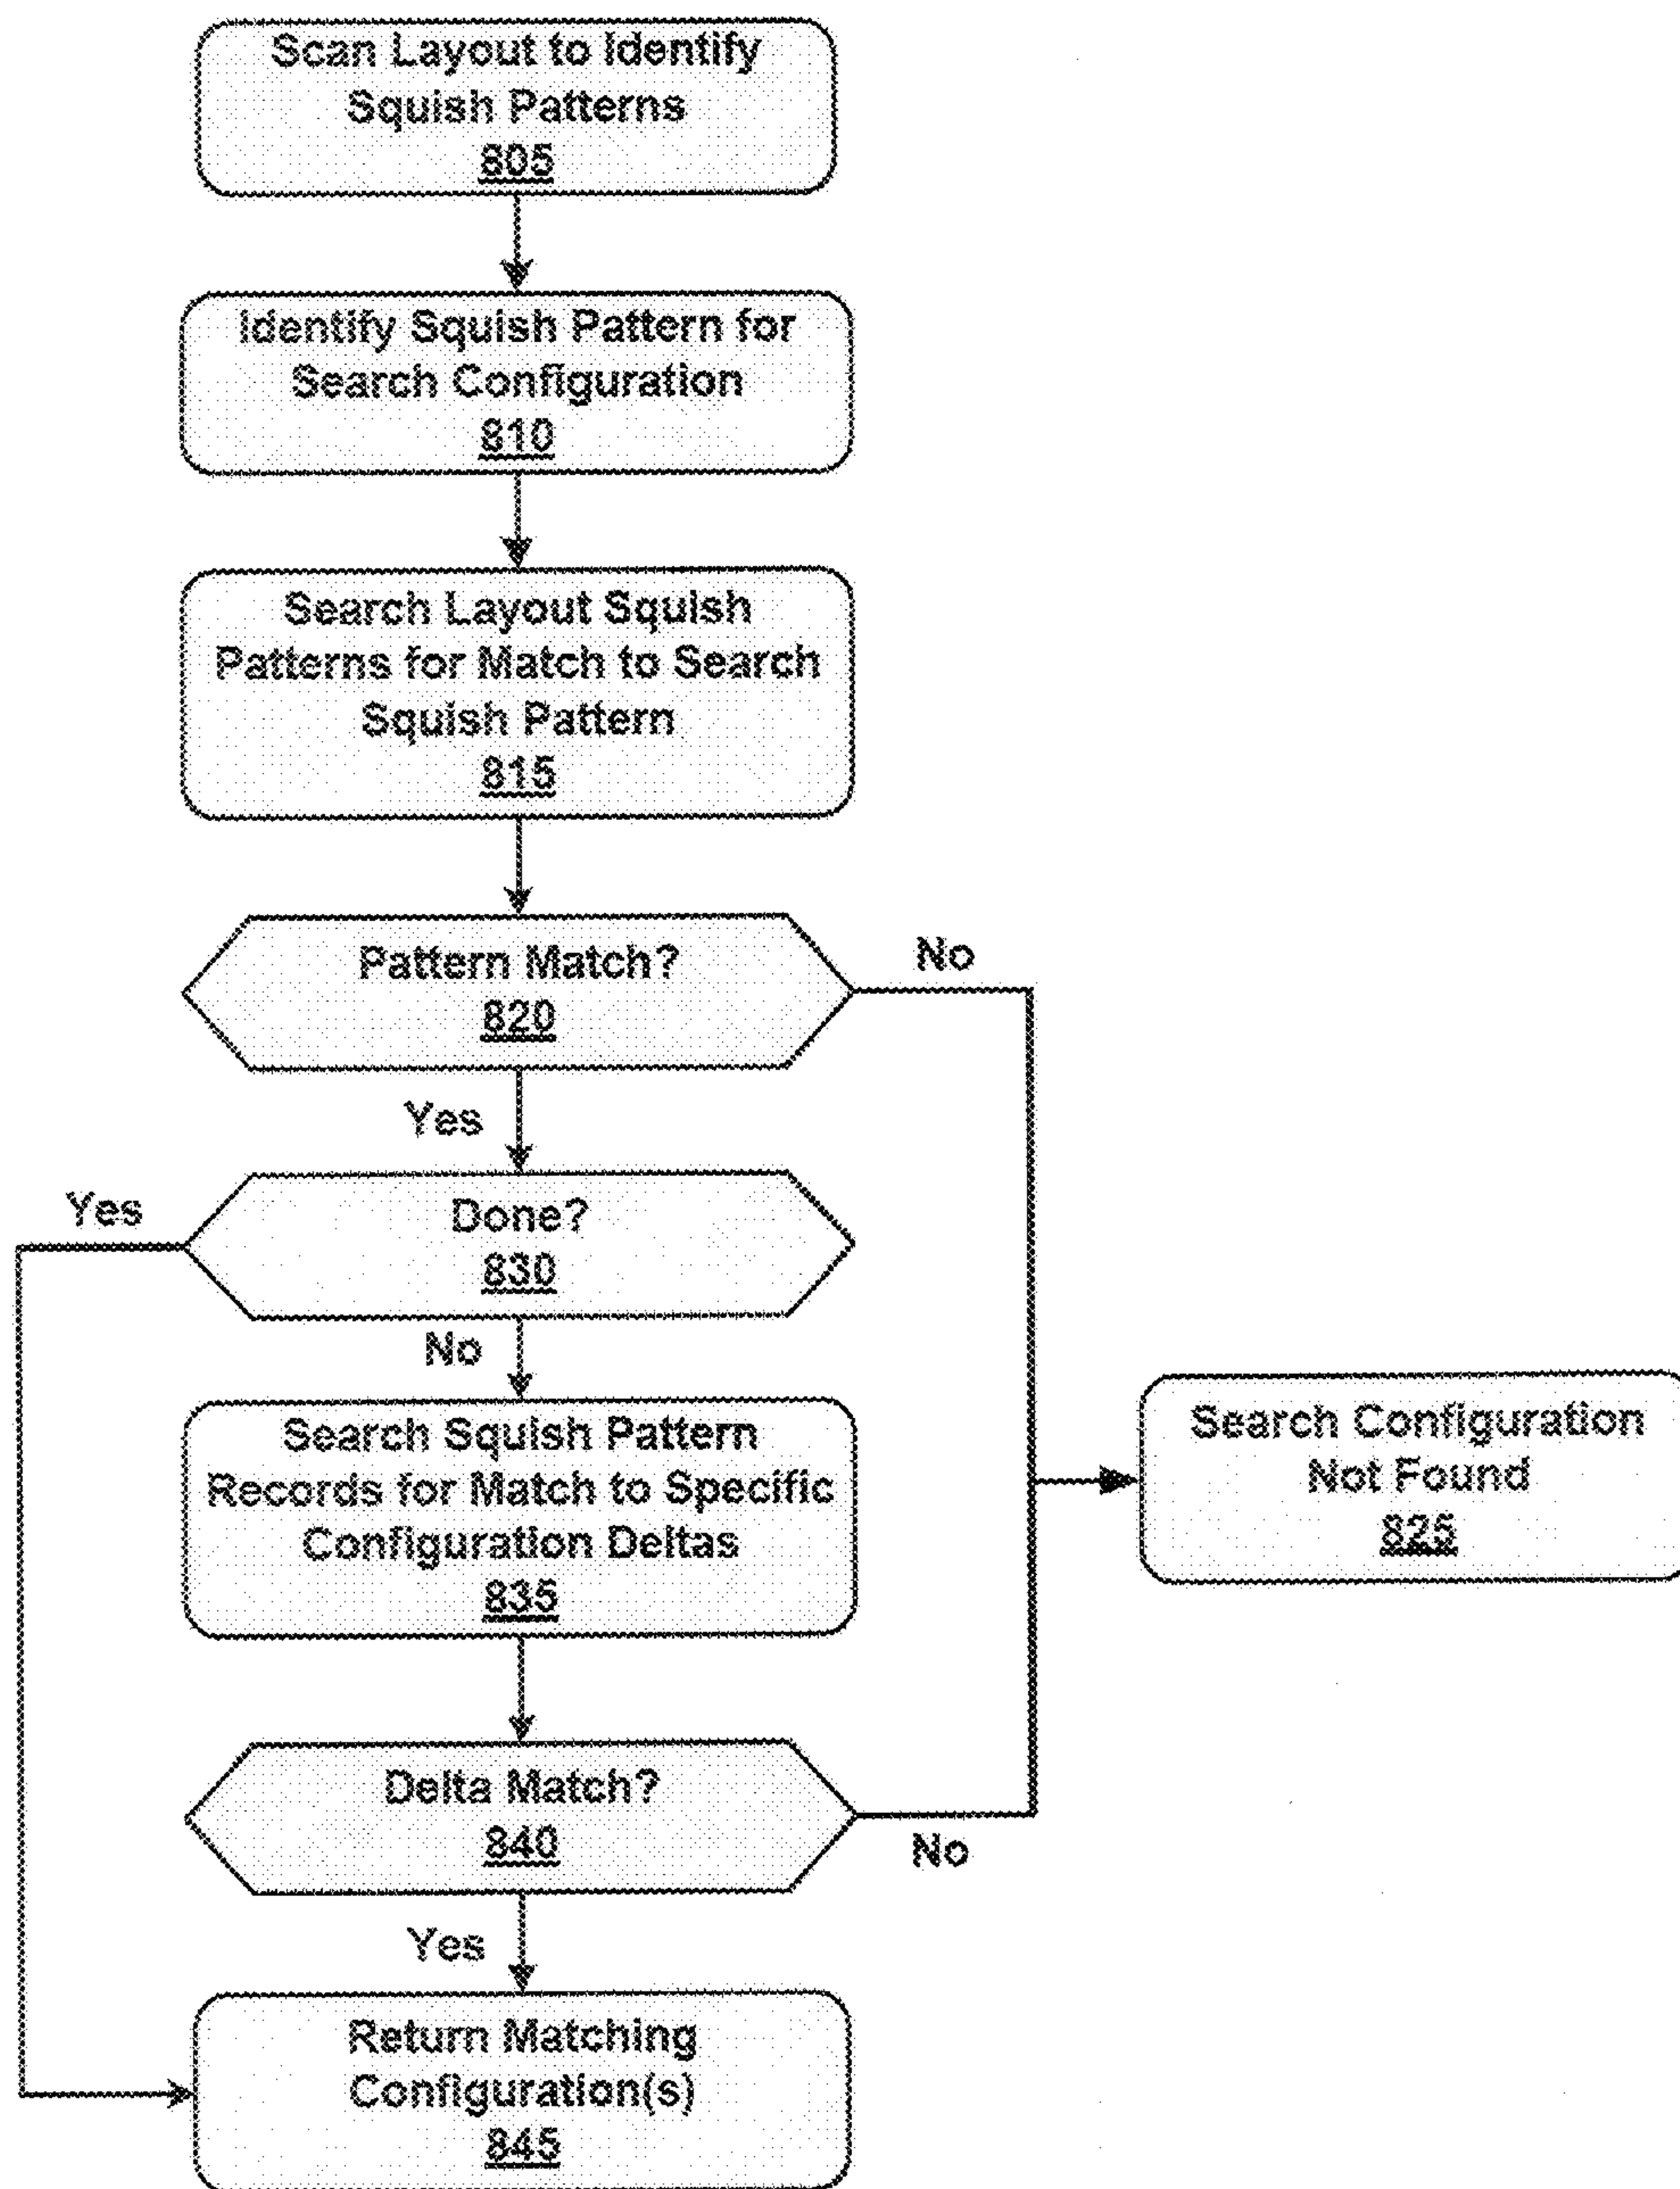 Scan Layout to Identify
Squish Patterns
805
Identify Squish Pattern for
Search Configuration
810
Search Layout Squish
Patterns for Match to Search
Squish Pattern
815
Pattern Match?
820
No
Yes
Done?
830
Yes
No
Search Squish Pattern
Records for Match to Specific
Configuration Deltas
835
Search Configuration
Not Found
825
Delta Match?
840
No
Yes
Return Matching
Configuration(s)
845